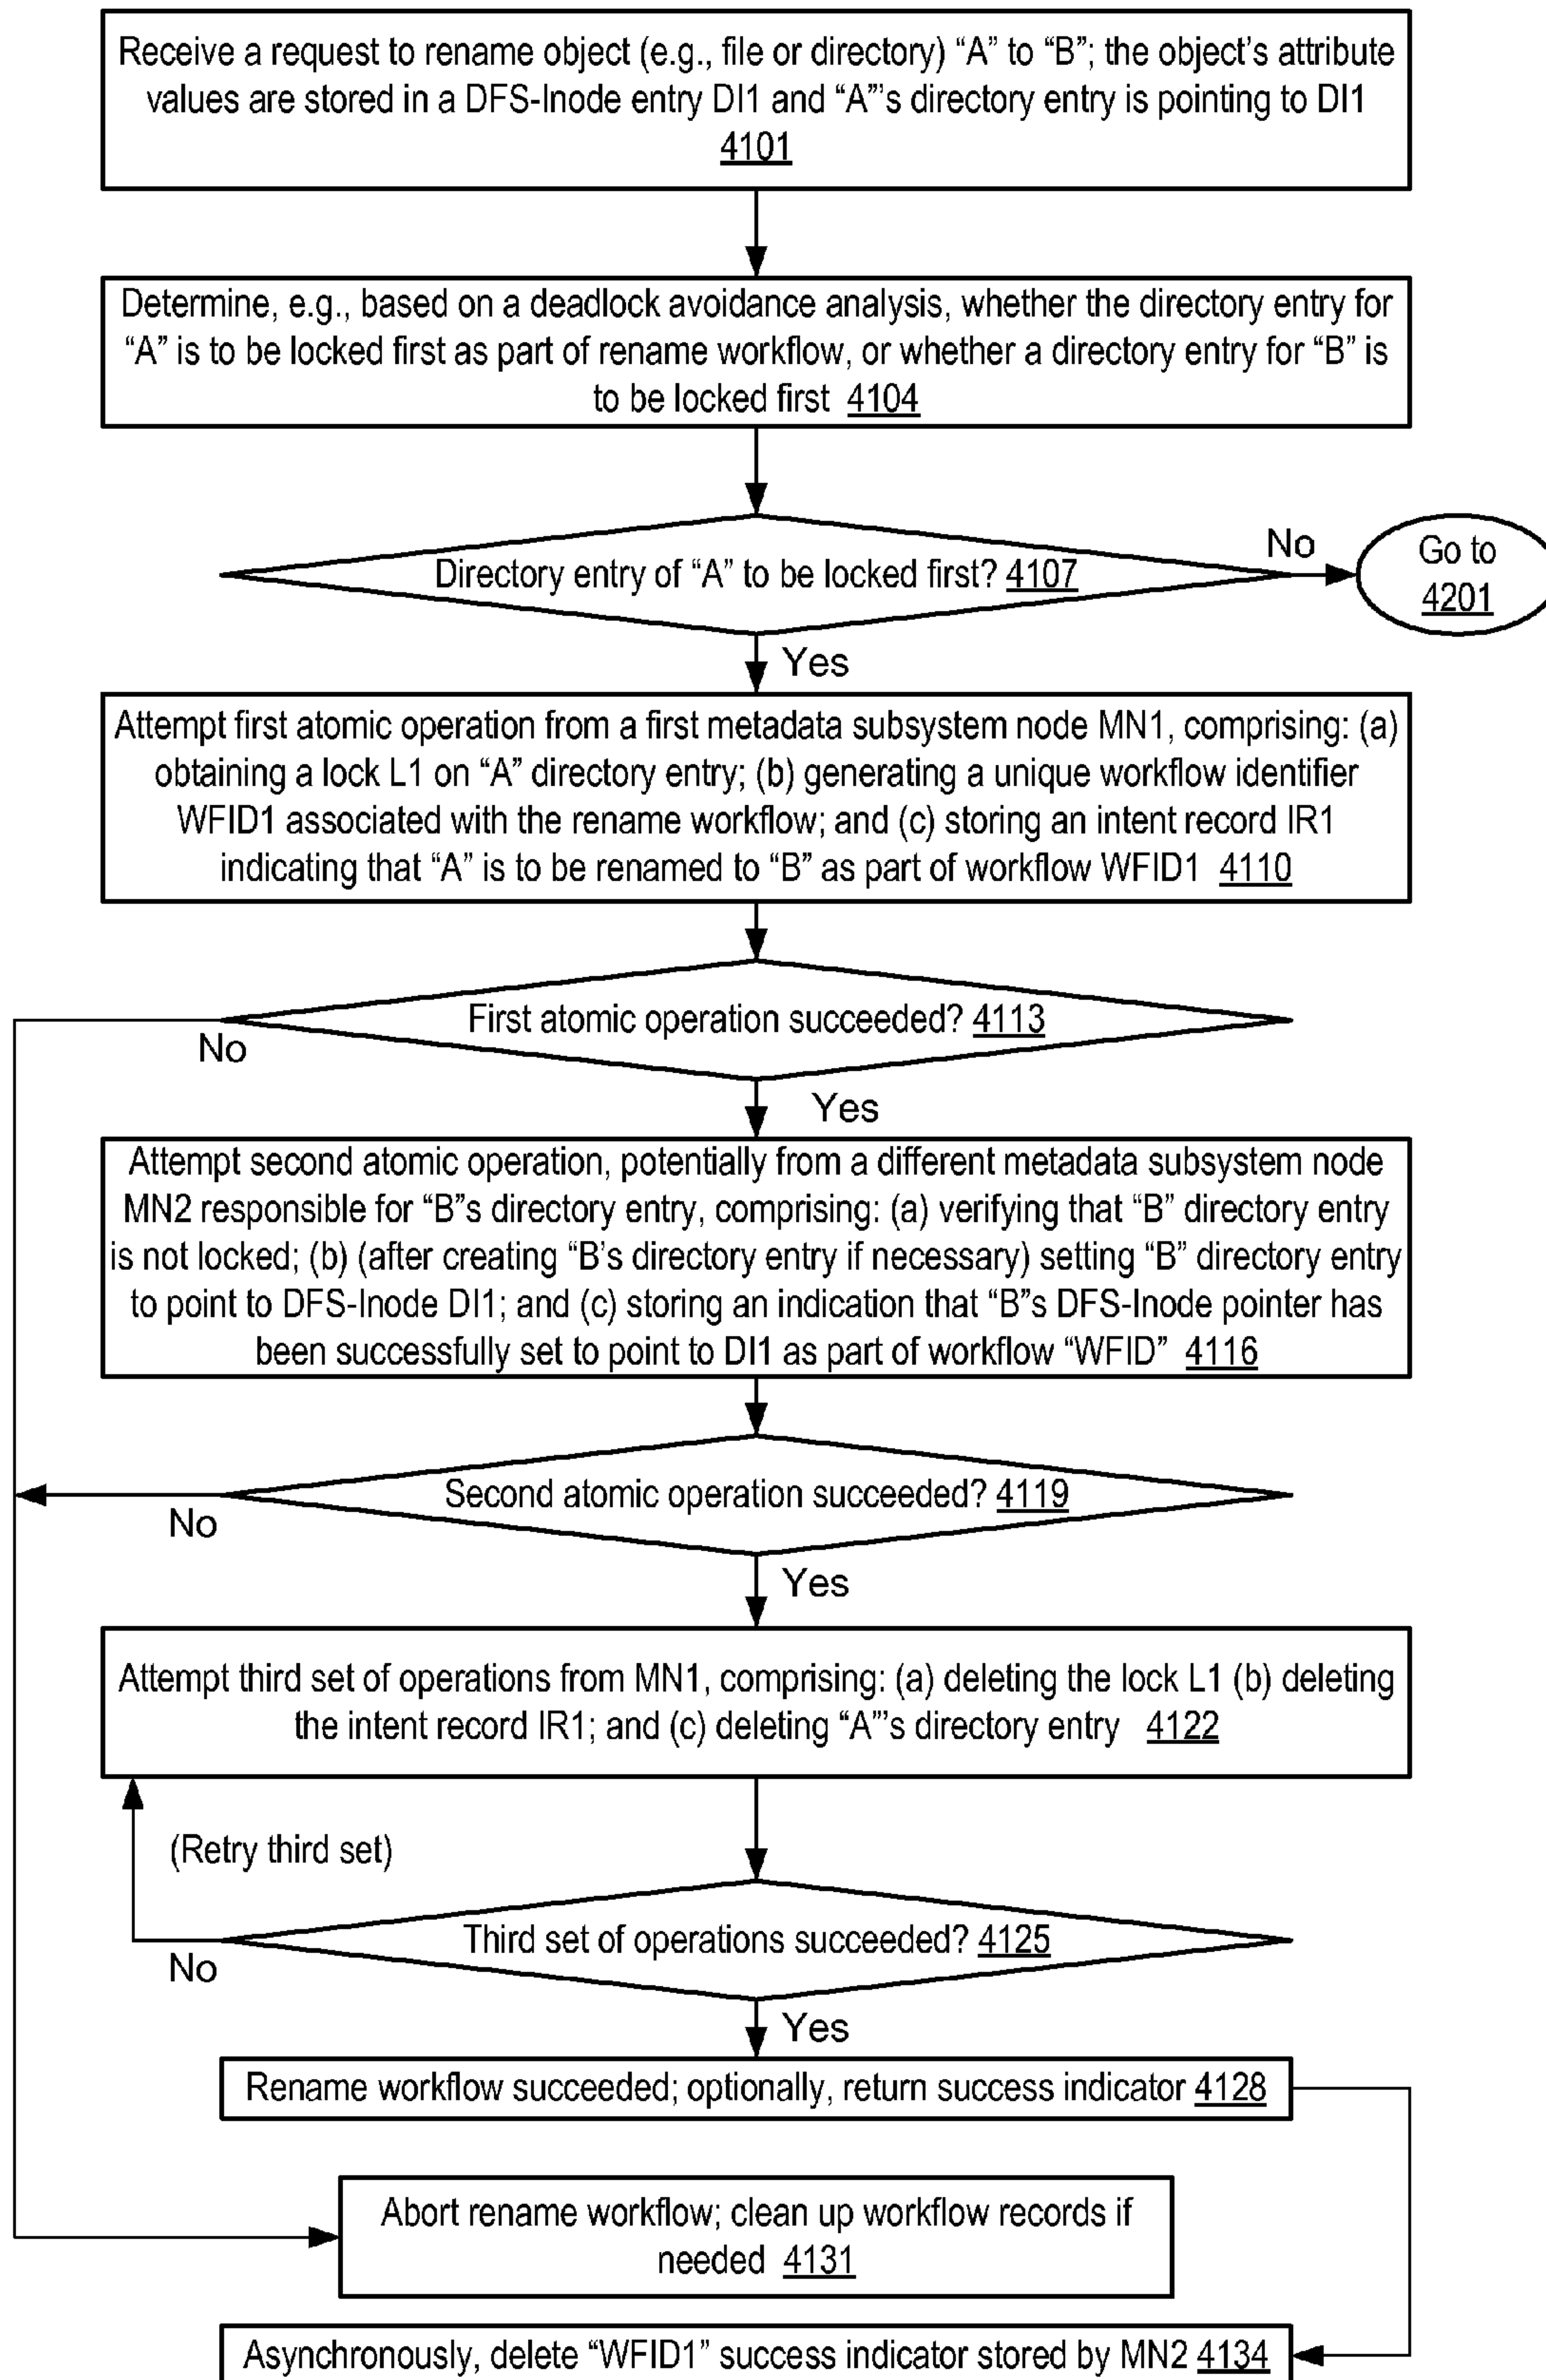 Receive a request to rename object (e.g., file or directory) “A” to “B”; the object’s attribute
values are stored in a DFS-Inode entry DI1 and “A”’s directory entry is pointing to DI1
4101
Determine, e.g., based on a deadlock avoidance analysis, whether the directory entry for
“A” is to be locked first as part of rename workflow, or whether a directory entry for “B” is
to be locked first 4104
Directory entry of “A” to be locked first? 4107
No
Go to
4201
Yes
Attempt first atomic operation from a first metadata subsystem node MN1, comprising: (a)
obtaining a lock L1 on “A” directory entry; (b) generating a unique workflow identifier
WFID1 associated with the rename workflow; and (c) storing an intent record IR1
indicating that “A” is to be renamed to “B” as part of workflow WFID1 4110
First atomic operation succeeded? 4113
No
Yes
Attempt second atomic operation, potentially from a different metadata subsystem node
MN2 responsible for “B”s directory entry, comprising: (a) verifying that “B” directory entry
is not locked; (b) (after creating “B’s directory entry if necessary) setting “B” directory entry
to point to DFS-Inode DI1; and (c) storing an indication that “B”s DFS-Inode pointer has
been successfully set to point to DI1 as part of workflow “WFID” 4116
Second atomic operation succeeded? 4119
No
Yes
Attempt third set of operations from MN1, comprising: (a) deleting the lock L1 (b) deleting
the intent record IR1; and (c) deleting “A”’s directory entry 4122
(Retry third set)
Third set of operations succeeded? 4125
No
Yes
Rename workflow succeeded; optionally, return success indicator 4128
Abort rename workflow; clean up workflow records if
needed 4131
Asynchronously, delete “WFID1” success indicator stored by MN2 4134